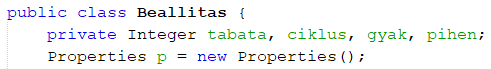 public class Beallitas {
private Integer tabata, ciklus, gyak, pihen;
Properties p = new Properties();